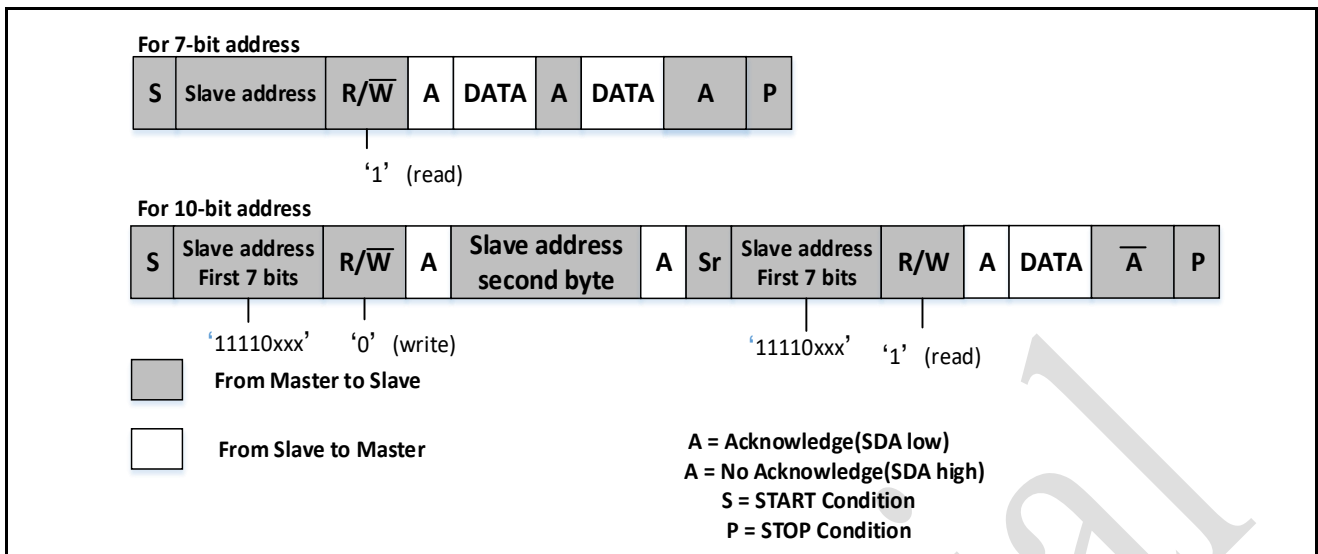 For 7-bit address
S Slave address R/W̅ A DATA A DATA A P
‘1’ (read)
For 10-bit address
S Slave address First 7 bits R/W̅ A Slave address second byte A Sr Slave address First 7 bits R/W A DATA A̅ P
‘11110xxx’ ‘0’ (write) ‘11110xxx’ ‘1’ (read)
From Master to Slave
From Slave to Master
A = Acknowledge(SDA low)
A = No Acknowledge(SDA high)
S = START Condition
P = STOP Condition